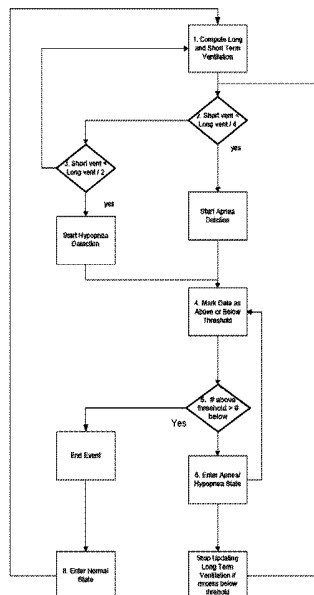 1. Compute Long
and Short Term
Ventilation
2. Short vent <
Long vent / 4
yes
3. Short vent <
Long vent / 2
yes
Start Hypopnea
Detection
Start Apnea
Detection
4. Mark Data as
Above or Below
Threshold
5. # above
threshold > #
below
Yes
End Event
6. Enter Apnea/
Hypopnea State
8. Enter Normal
State
Stop Updating
Long Term
Ventilation if
excess below
threshold